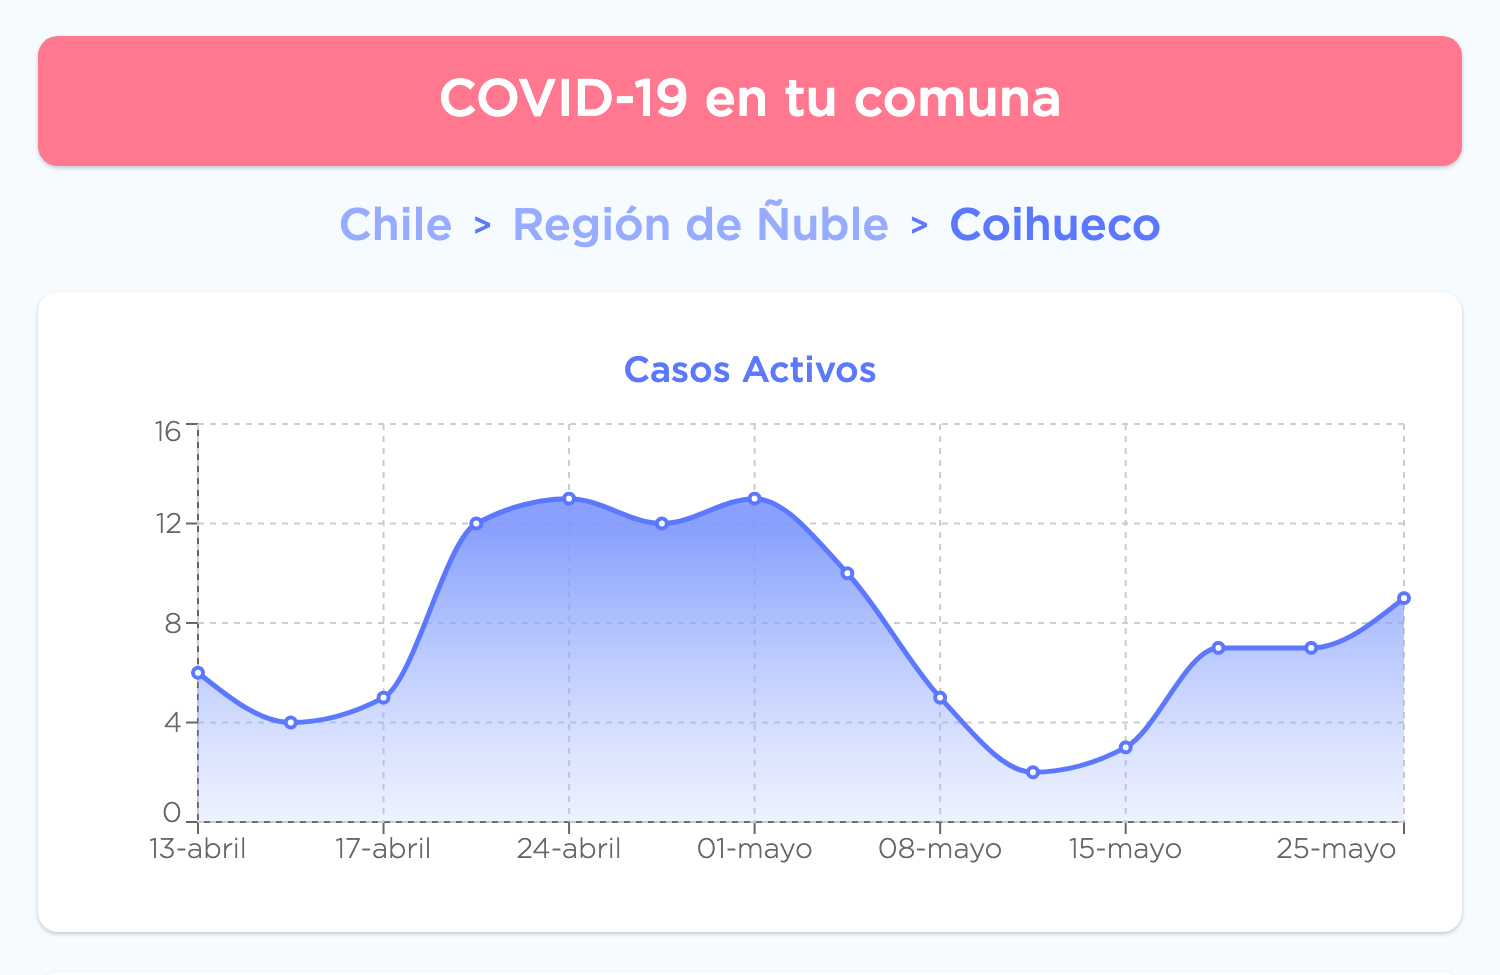 COVID-19 en tu comuna
Chile > Región de Ñuble > Coihueco
Casos Activos
16
12
8
4
0
13-abril 17-abril 24-abril 01-mayo 08-mayo 15-mayo 25-mayo